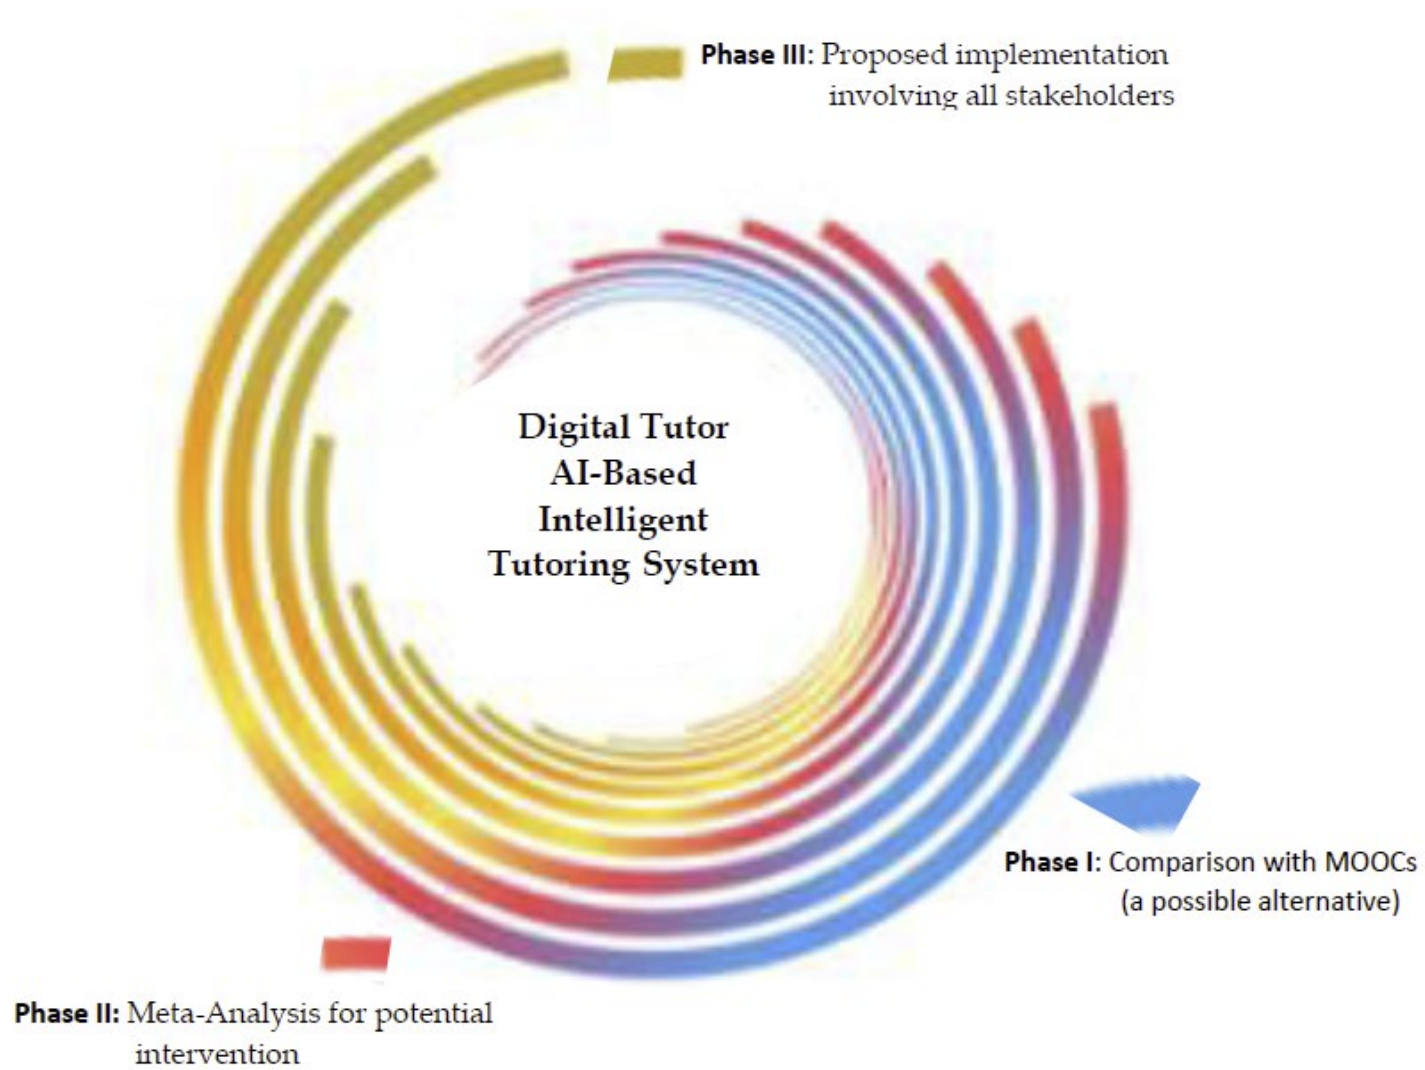 Phase III: Proposed implementation
involving all stakeholders
Digital Tutor
AI-Based
Intelligent
Tutoring System
Phase I: Comparison with MOOCs
(a possible alternative)
Phase II: Meta-Analysis for potential
intervention